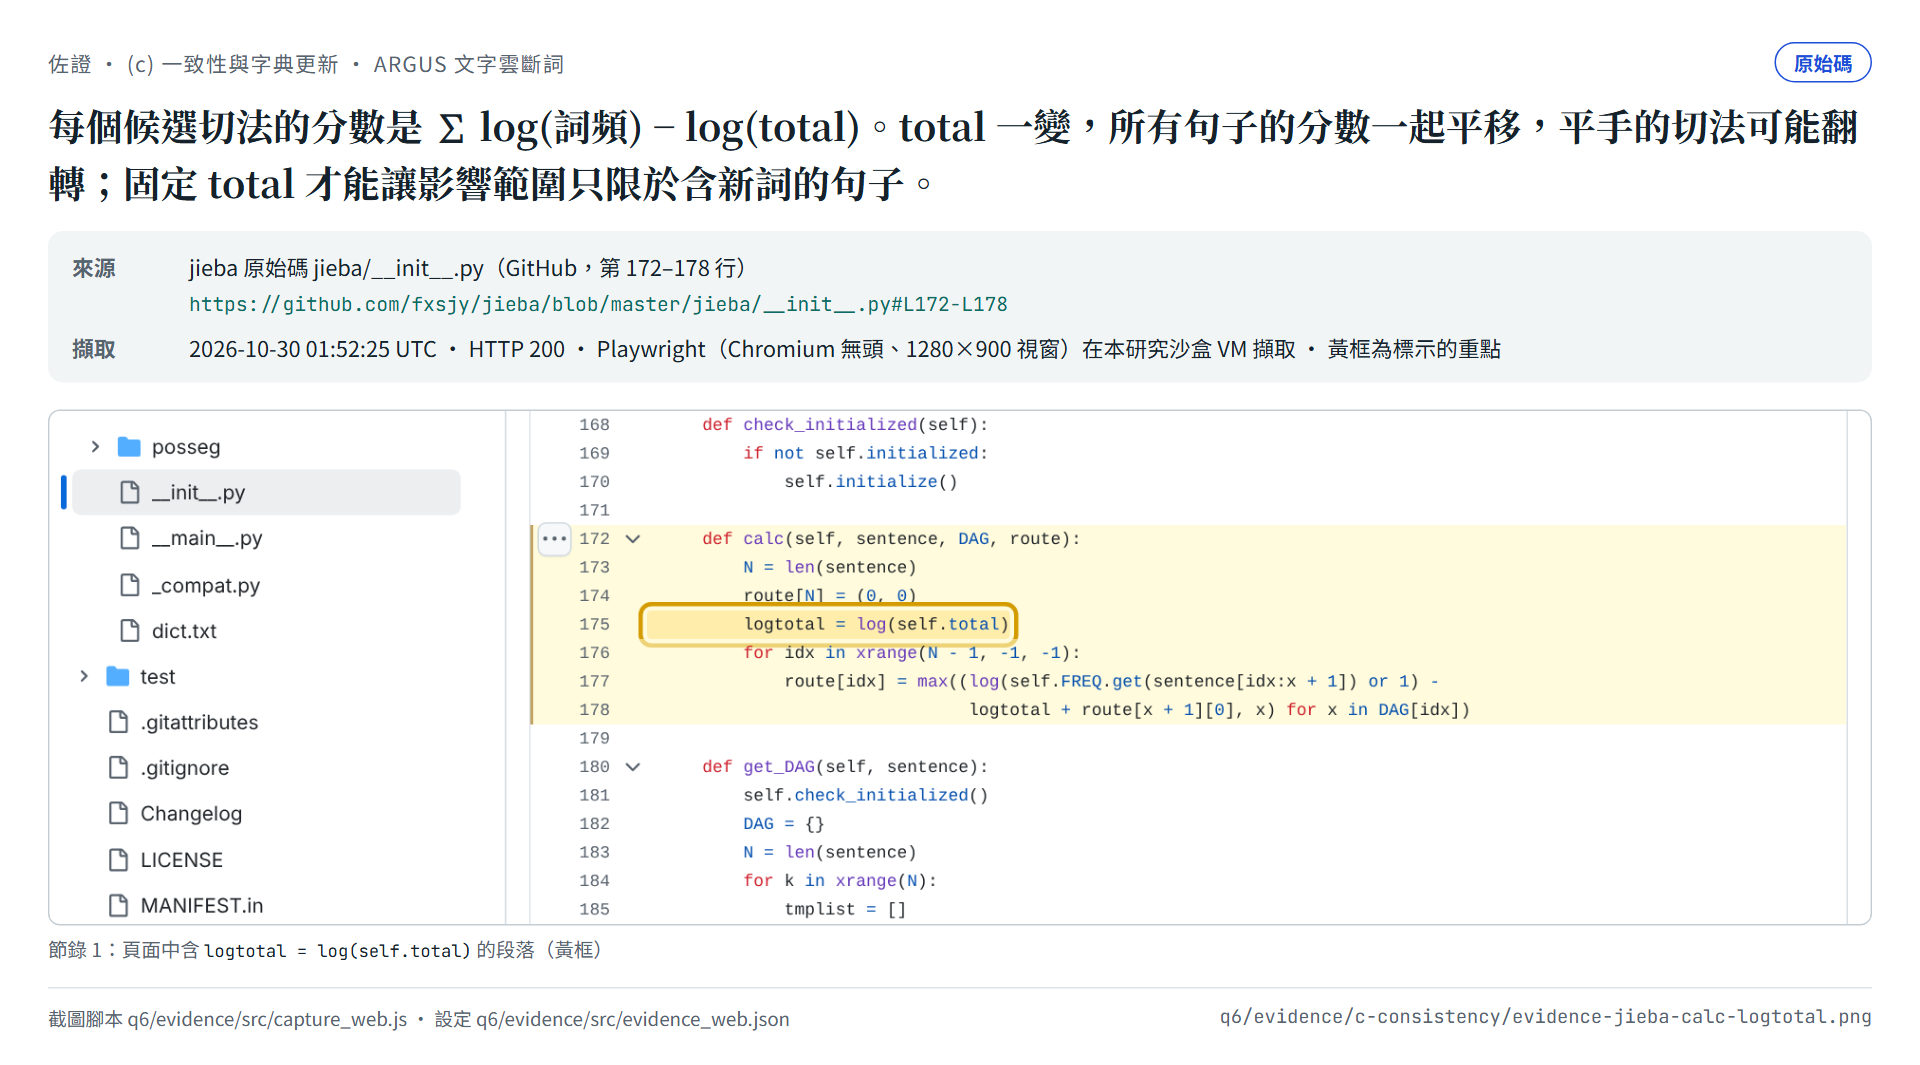 佐證 · (c) 一致性與字典更新 · ARGUS 文字雲斷詞
原始碼
每個候選切法的分數是 Σ log(詞頻) − log(total)。total 一變，所有句子的分數一起平移，平手的切法可能翻
轉；固定 total 才能讓影響範圍只限於含新詞的句子。
來源 jieba 原始碼 jieba/__init__.py（GitHub，第 172–178 行）
https://github.com/fxsjy/jieba/blob/master/jieba/__init__.py#L172-L178
擷取 2026-10-30 01:52:25 UTC · HTTP 200 · Playwright（Chromium 無頭、1280×900 視窗）在本研究沙盒 VM 擷取 · 黃框為標示的重點
posseg
__init__.py
__main__.py
_compat.py
dict.txt
test
.gitattributes
.gitignore
Changelog
LICENSE
MANIFEST.in
168 def check_initialized(self):
169 if not self.initialized:
170 self.initialize()
171
172 def calc(self, sentence, DAG, route):
173 N = len(sentence)
174 route[N] = (0, 0)
175 logtotal = log(self.total)
176 for idx in xrange(N - 1, -1, -1):
177 route[idx] = max((log(self.FREQ.get(sentence[idx:x + 1]) or 1) -
178 logtotal + route[x + 1][0], x) for x in DAG[idx])
179
180 def get_DAG(self, sentence):
181 self.check_initialized()
182 DAG = {}
183 N = len(sentence)
184 for k in xrange(N):
185 tmplist = []
節錄 1：頁面中含 logtotal = log(self.total) 的段落（黃框）
截圖腳本 q6/evidence/src/capture_web.js · 設定 q6/evidence/src/evidence_web.json
q6/evidence/c-consistency/evidence-jieba-calc-logtotal.png